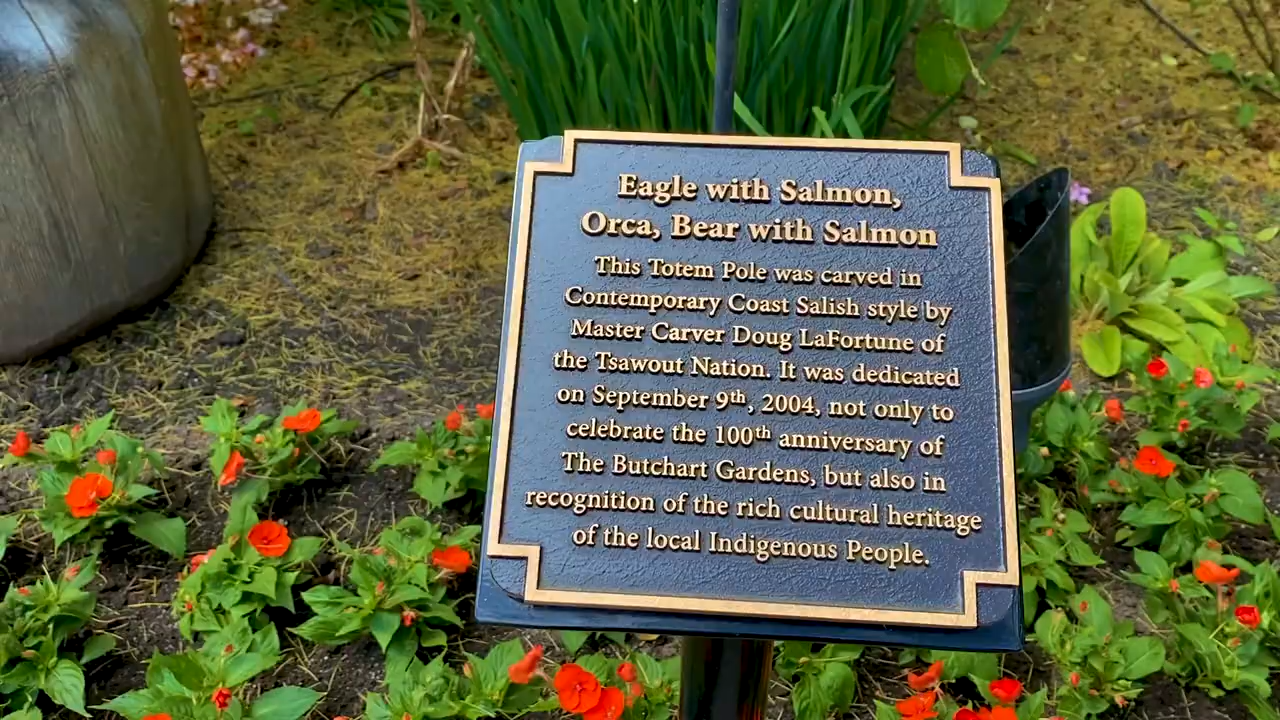 Eagle with Salmon,
Orca, Bear with Salmon
This Totem Pole was carved in
Contemporary Coast Salish style by
Master Carver Doug LaFortune of
the Tsawout Nation. It was dedicated
on September 9th, 2004, not only to
celebrate the 100th anniversary of
The Butchart Gardens, but also in
recognition of the rich cultural heritage
of the local Indigenous People.